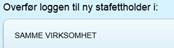 Overfør loggen til ny stafettholder i:
SAMME VIRKSOMHET